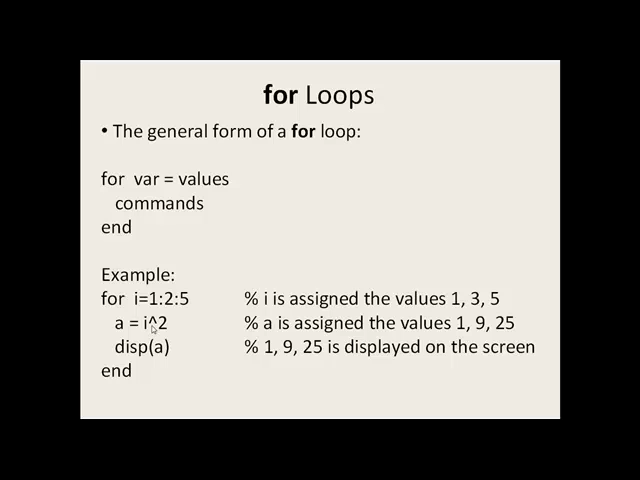 for Loops
• The general form of a for loop:
for var = values
commands
end
Example:
for i=1:2:5 % i is assigned the values 1, 3, 5
a = i^2 % a is assigned the values 1, 9, 25
disp(a) % 1, 9, 25 is displayed on the screen
end